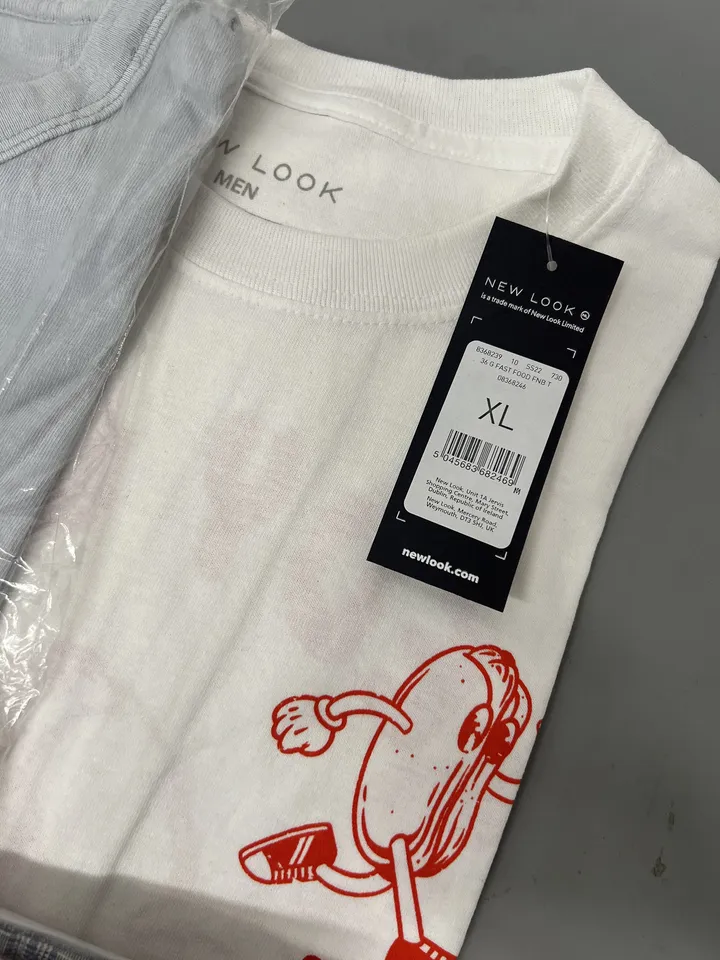 W LOOK
MEN
NEW LOOK
is a trade mark of New Look Limited
8368239 10 SS22 730
36 G FAST FOOD FNB T
08368246
XL
5 045683 682469
New Look, Unit 1A Jervis
Shopping Centre, Mary Street,
Dublin, Republic of Ireland
New Look, Mercery Road,
Weymouth, DT3 5HJ, UK
newlook.com